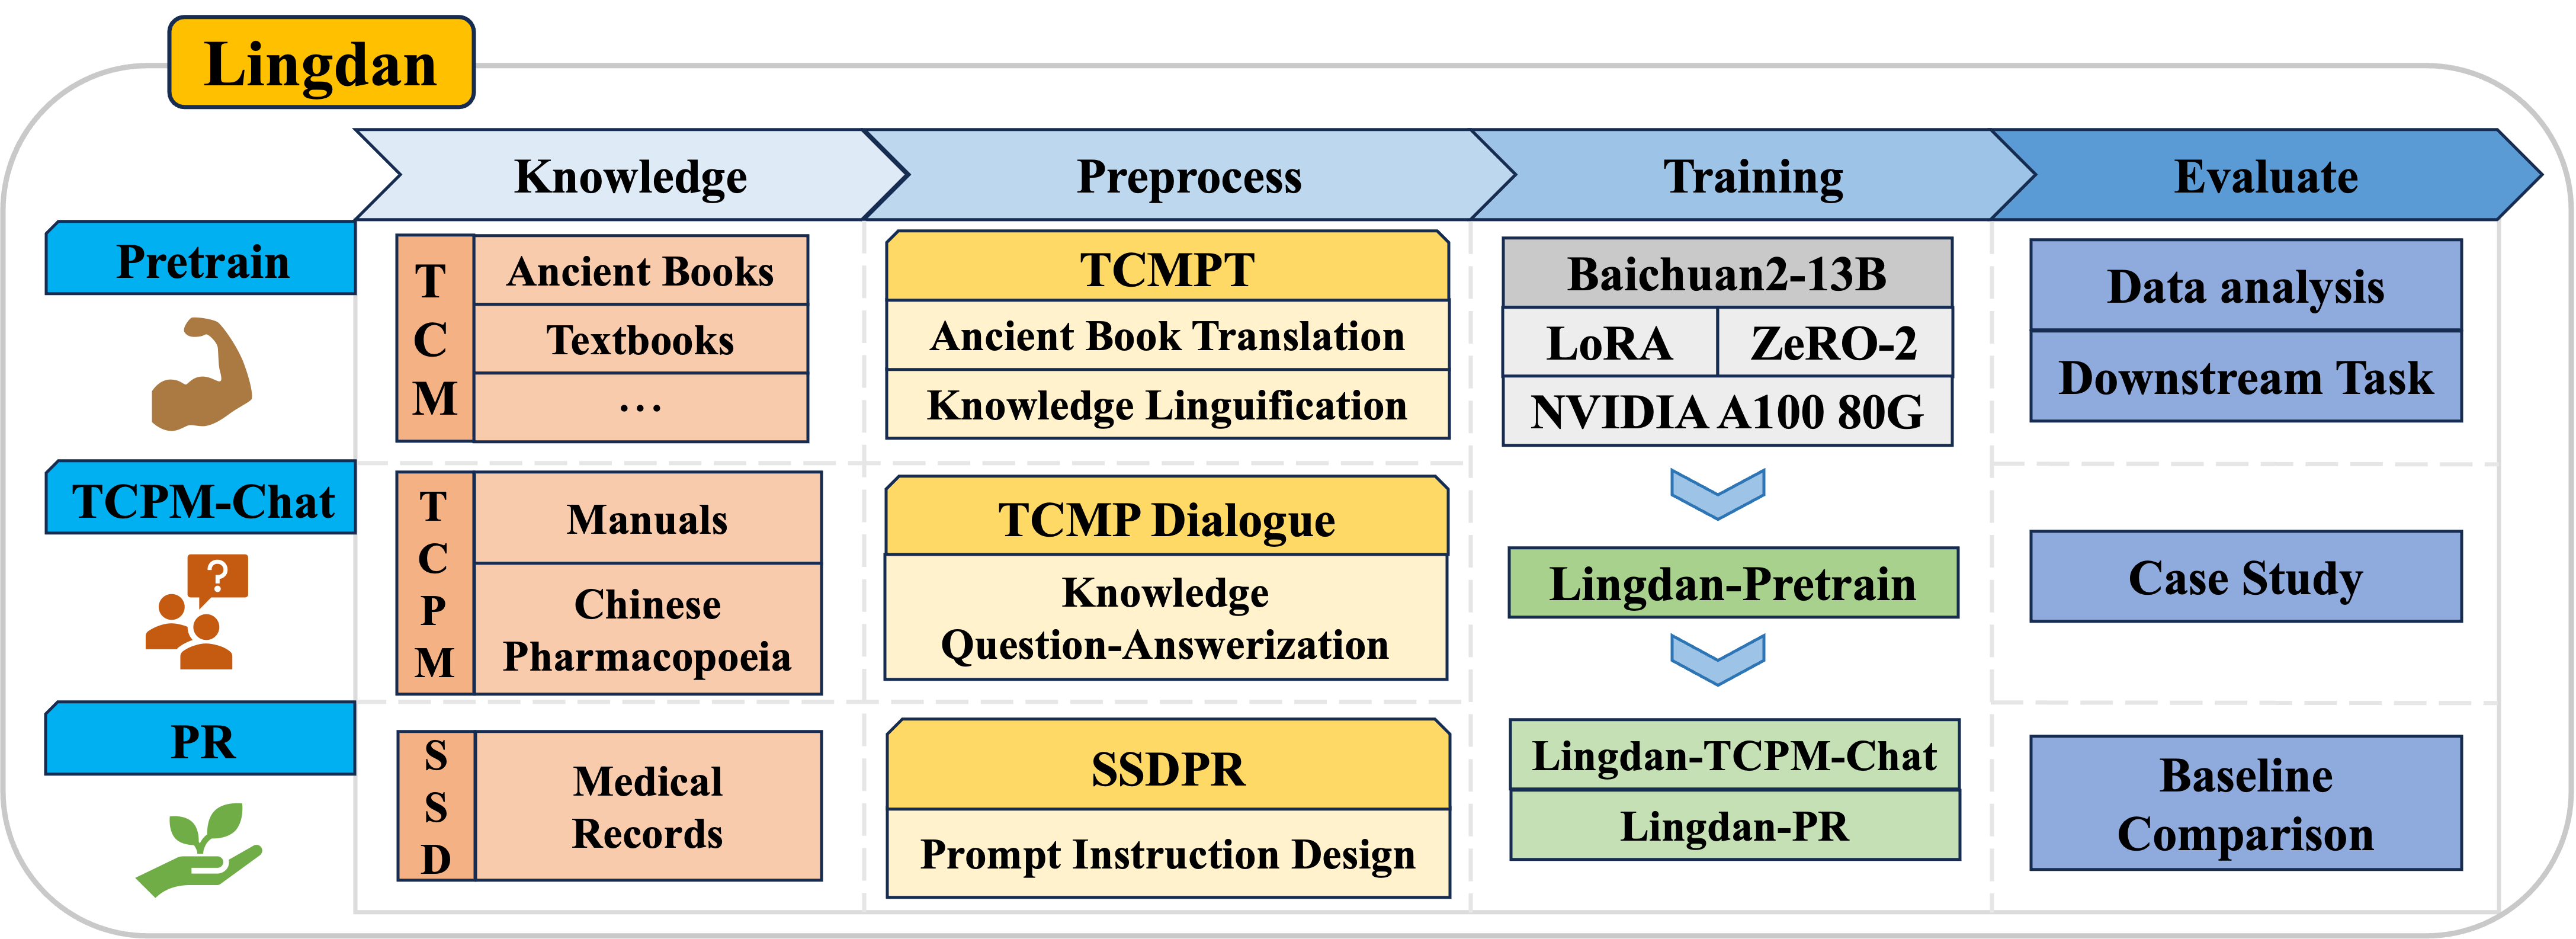 Lingdan
Knowledge
Preprocess
Training
Evaluate
Pretrain
TCM
Ancient Books
Textbooks
...
TCMPT
Ancient Book Translation
Knowledge Linguification
Baichuan2-13B
LoRA
ZeRO-2
NVIDIA A100 80G
Data analysis
Downstream Task
TCPM-Chat
?
TCPM
Manuals
Chinese
Pharmacopoeia
TCMP Dialogue
Knowledge
Question-Answerization
Lingdan-Pretrain
Case Study
PR
SSD
Medical
Records
SSDPR
Prompt Instruction Design
Lingdan-TCPM-Chat
Lingdan-PR
Baseline
Comparison